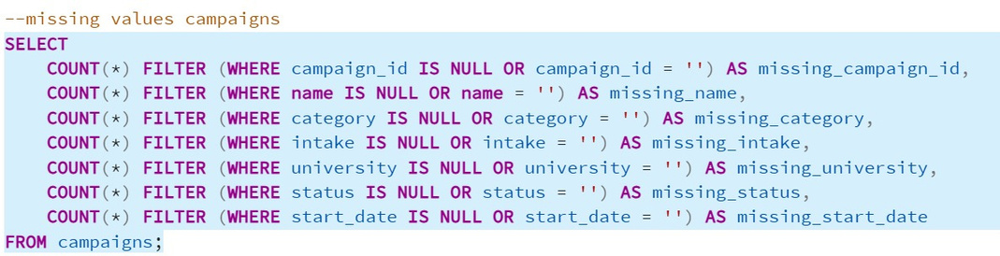 --missing values campaigns
SELECT
    COUNT(*) FILTER (WHERE campaign_id IS NULL OR campaign_id = '') AS missing_campaign_id,
    COUNT(*) FILTER (WHERE name IS NULL OR name = '') AS missing_name,
    COUNT(*) FILTER (WHERE category IS NULL OR category = '') AS missing_category,
    COUNT(*) FILTER (WHERE intake IS NULL OR intake = '') AS missing_intake,
    COUNT(*) FILTER (WHERE university IS NULL OR university = '') AS missing_university,
    COUNT(*) FILTER (WHERE status IS NULL OR status = '') AS missing_status,
    COUNT(*) FILTER (WHERE start_date IS NULL OR start_date = '') AS missing_start_date
FROM campaigns;